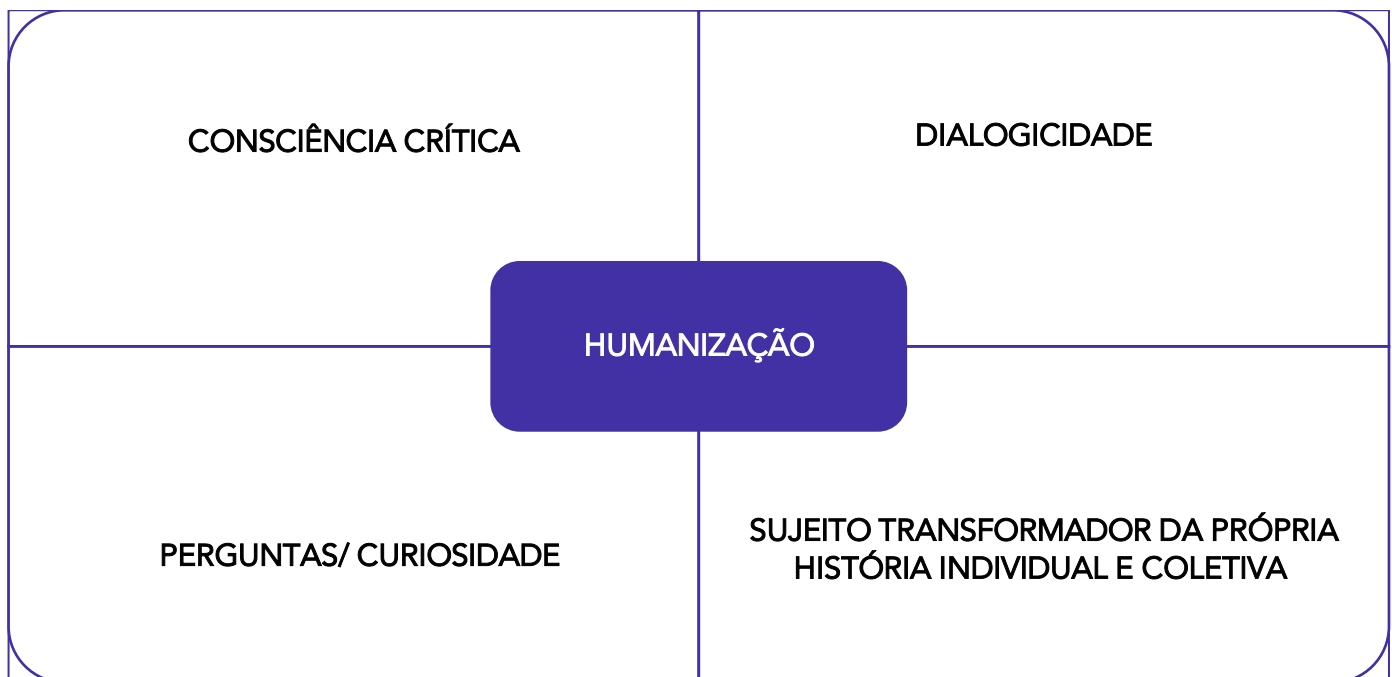 CONSCIÊNCIA CRÍTICA
DIALOGICIDADE
HUMANIZAÇÃO
PERGUNTAS/ CURIOSIDADE
SUJEITO TRANSFORMADOR DA PRÓPRIA
HISTÓRIA INDIVIDUAL E COLETIVA